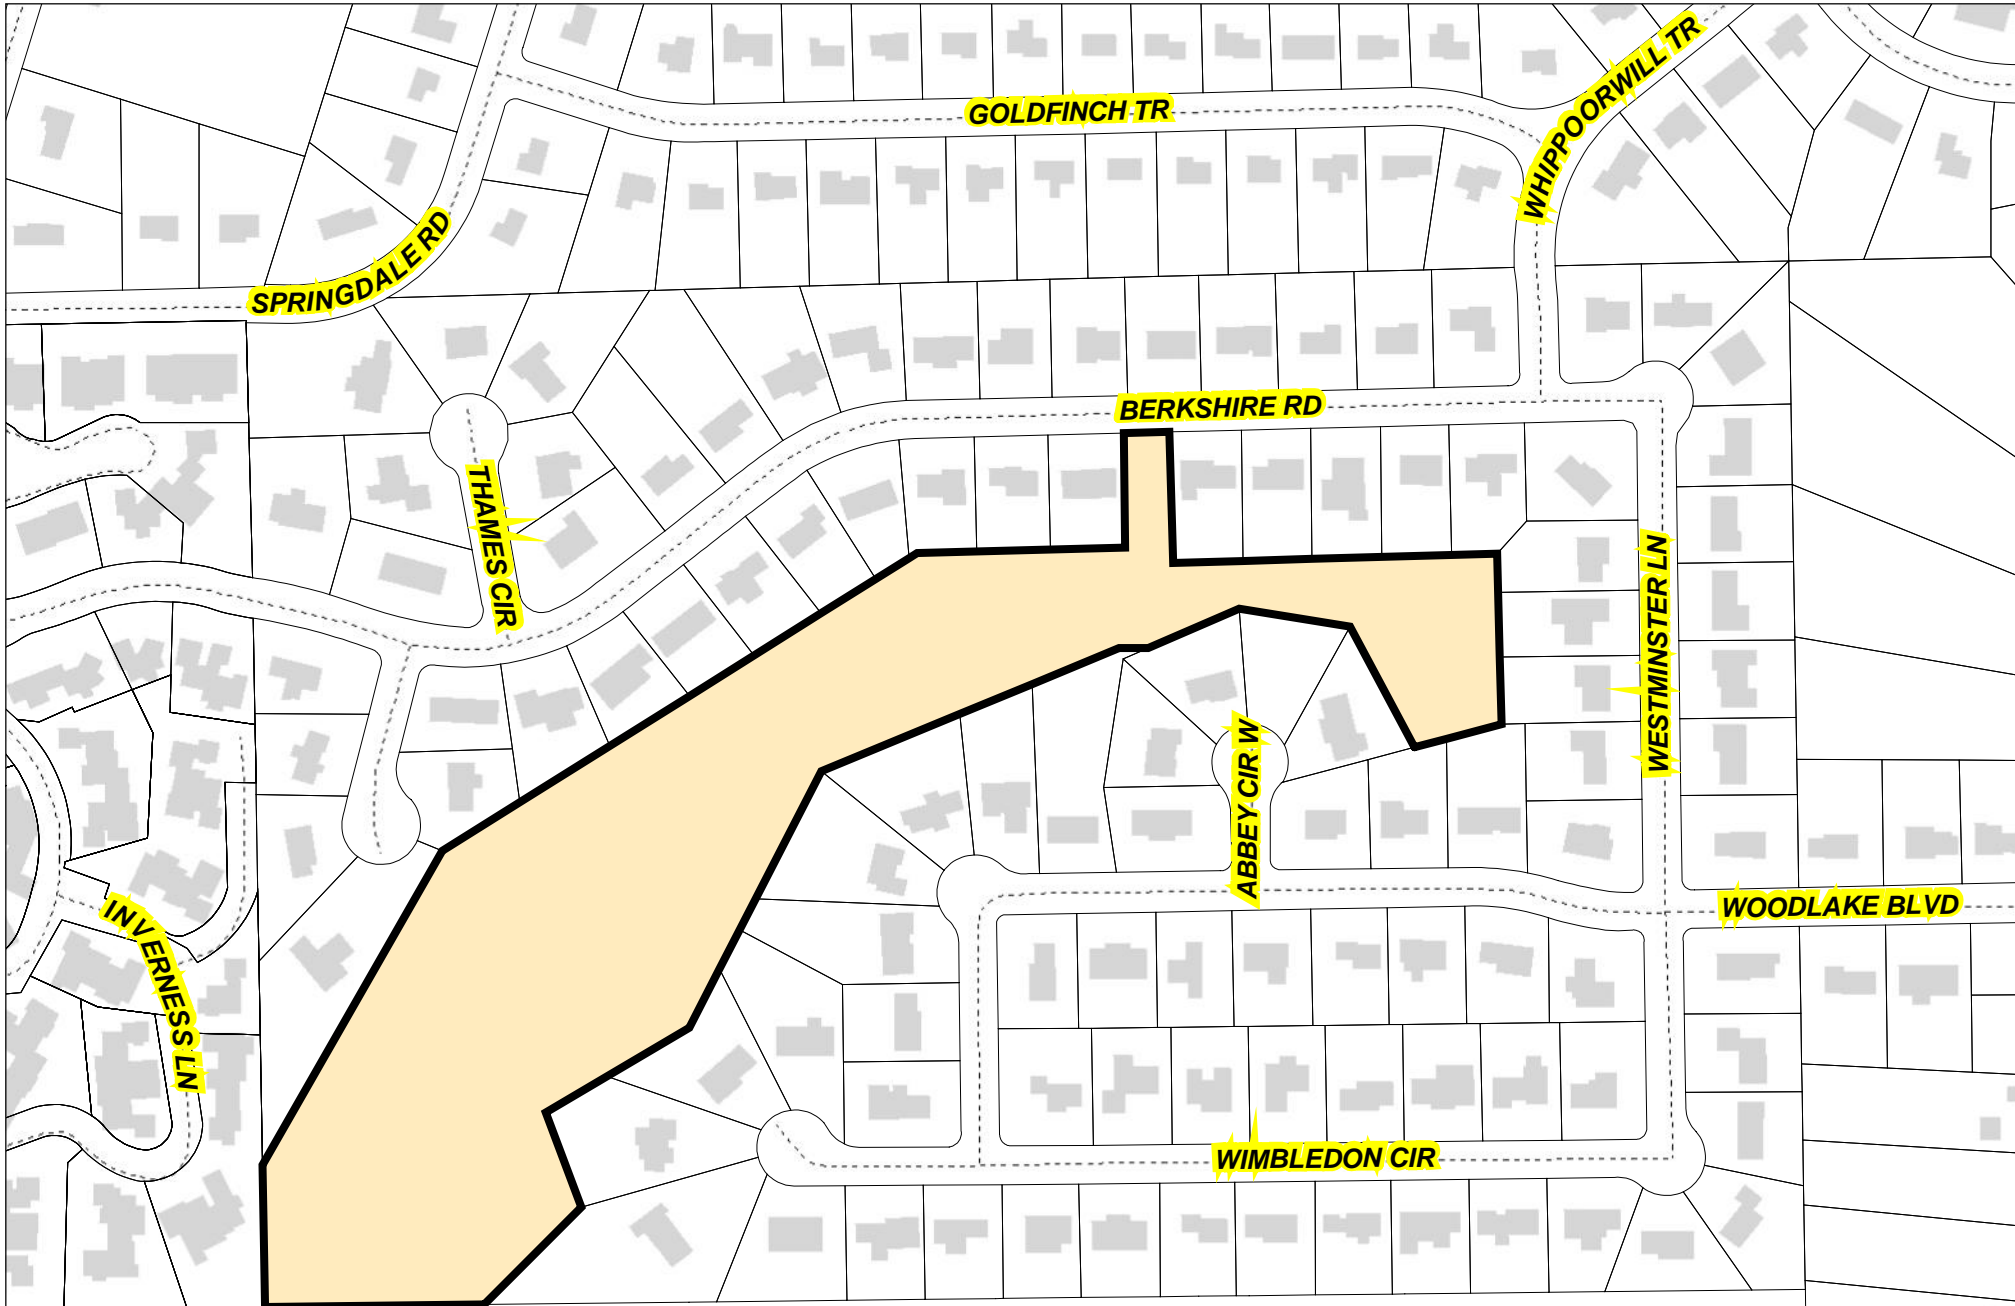 WHIPPOORWILL TR
GOLDFINCH TR
SPRINGDALE RD
BERKSHIRE RD
THAMES CIR
WESTMINSTER LN
ABBEY CIR W
WOODLAKE BLVD
INVERNESS LN
WIMBLEDON CIR